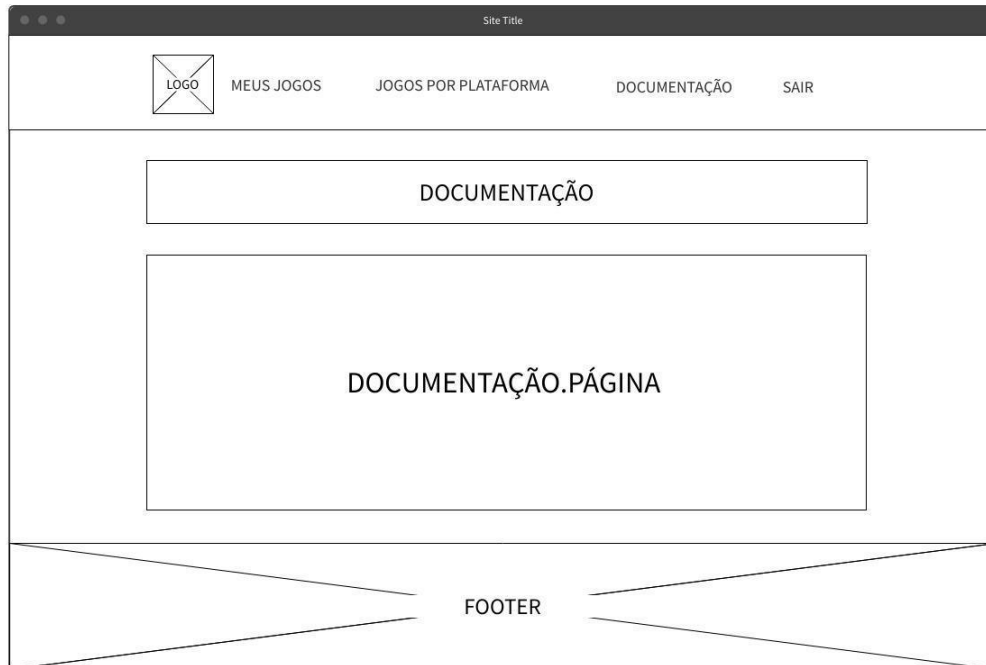 Site Title
LOGO
MEUS JOGOS
JOGOS POR PLATAFORMA
DOCUMENTAÇÃO
SAIR
DOCUMENTAÇÃO
DOCUMENTAÇÃO.PÁGINA
FOOTER